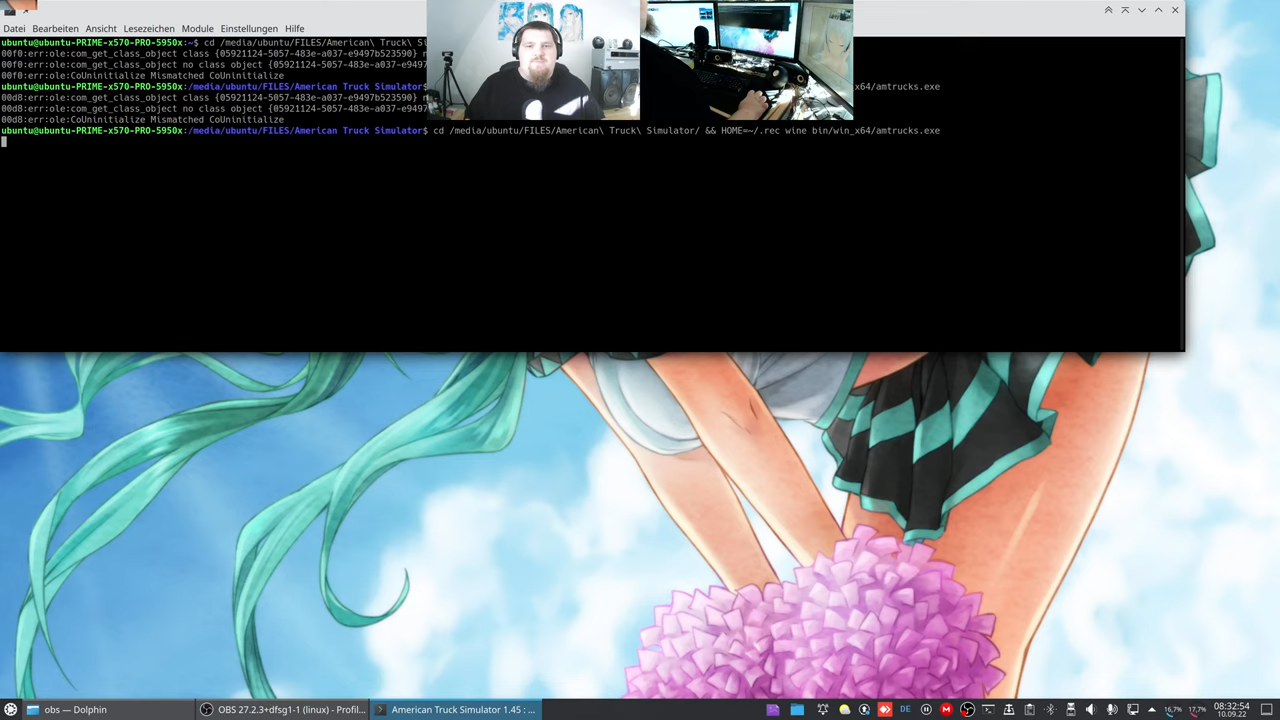 Datei Bearbeiten Ansicht Lesezeichen Module Einstellungen Hilfe
ubuntu@ubuntu-PRIME-x570-PRO-5950x:~$ cd /media/ubuntu/FILES/American\ Truck\ Si
00f0:err:ole:com_get_class_object class {05921124-5057-483e-a037-e9497b523590} n
00f0:err:ole:com_get_class_object no class object {05921124-5057-483e-a037-e9497
00f0:err:ole:CoUninitialize Mismatched CoUninitialize
ubuntu@ubuntu-PRIME-x570-PRO-5950x:/media/ubuntu/FILES/American Truck Simulator$ x64/amtrucks.exe
00d8:err:ole:com_get_class_object class {05921124-5057-483e-a037-e9497b523590} n
00d8:err:ole:com_get_class_object no class object {05921124-5057-483e-a037-e9497
00d8:err:ole:CoUninitialize Mismatched CoUninitialize
ubuntu@ubuntu-PRIME-x570-PRO-5950x:/media/ubuntu/FILES/American Truck Simulator$ cd /media/ubuntu/FILES/American\ Truck\ Simulator/ && HOME=~/.rec wine bin/win_x64/amtrucks.exe
obs — Dolphin
OBS 27.2.3+dfsg1-1 (linux) - Profil...
American Truck Simulator 1.45 : ...
DE
16,7% 17,7%
08:32:54
10.09.22